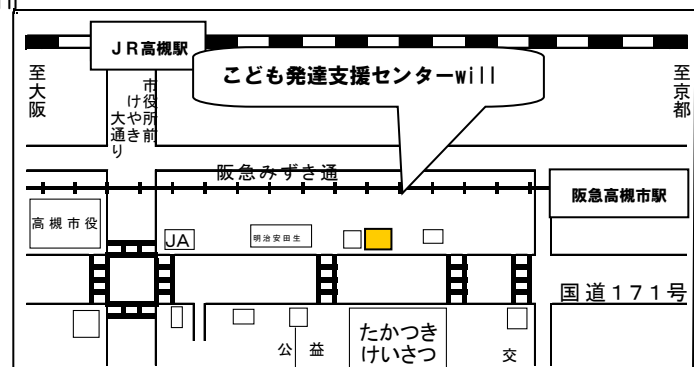 JR高槻駅
こども発達支援センターwill
至大阪
至京都
市役所前
けやき
大通り
阪急みずき通
阪急高槻市駅
高槻市役
JA
明治安田生
国道171号
たかつき
けいさつ
公益
交